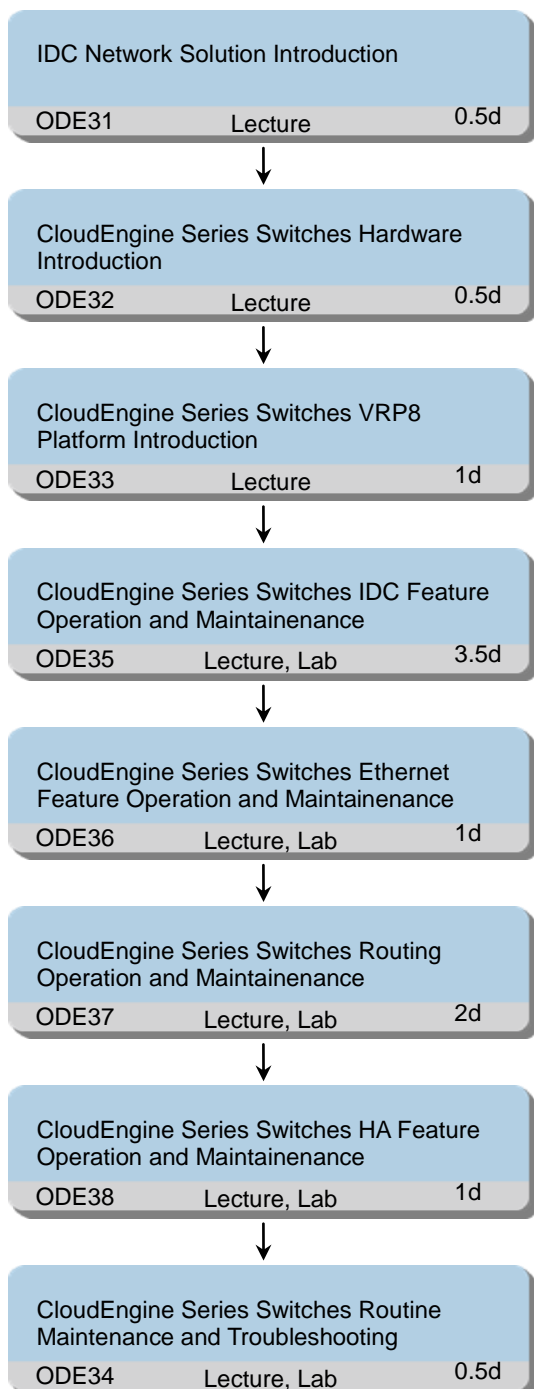 IDC Network Solution Introduction
ODE31 Lecture 0.5d
CloudEngine Series Switches Hardware
Introduction
ODE32 Lecture 0.5d
CloudEngine Series Switches VRP8
Platform Introduction
ODE33 Lecture 1d
CloudEngine Series Switches IDC Feature
Operation and Maintainenance
ODE35 Lecture, Lab 3.5d
CloudEngine Series Switches Ethernet
Feature Operation and Maintainenance
ODE36 Lecture, Lab 1d
CloudEngine Series Switches Routing
Operation and Maintainenance
ODE37 Lecture, Lab 2d
CloudEngine Series Switches HA Feature
Operation and Maintainenance
ODE38 Lecture, Lab 1d
CloudEngine Series Switches Routine
Maintenance and Troubleshooting
ODE34 Lecture, Lab 0.5d